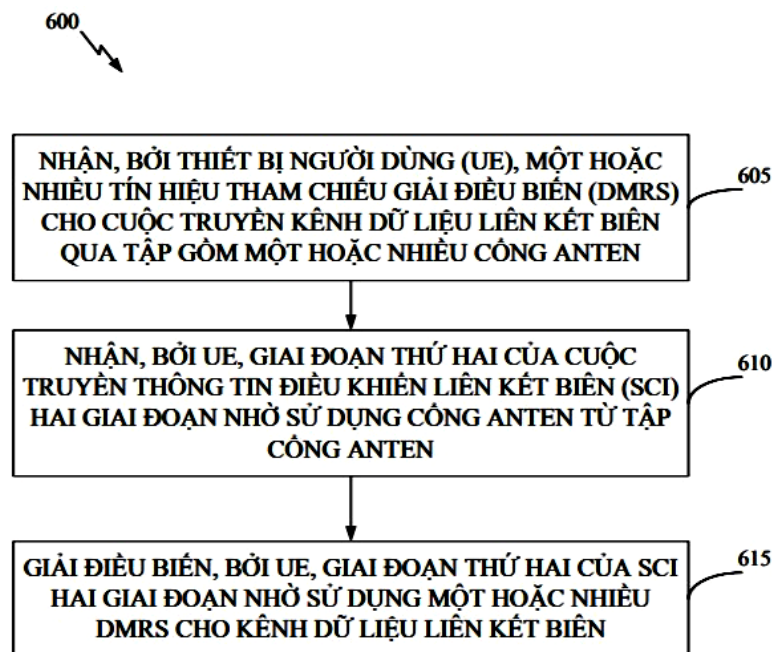 600
NHẬN, BỞI THIẾT BỊ NGƯỜI DÙNG (UE), MỘT HOẶC
NHIỀU TÍN HIỆU THAM CHIẾU GIẢI ĐIỀU BIẾN (DMRS)
CHO CUỘC TRUYỀN KÊNH DỮ LIỆU LIÊN KẾT BIÊN
QUA TẬP GỒM MỘT HOẶC NHIỀU CỔNG ANTEN
605
NHẬN, BỞI UE, GIAI ĐOẠN THỨ HAI CỦA CUỘC
TRUYỀN THÔNG TIN ĐIỀU KHIỂN LIÊN KẾT BIÊN (SCI)
HAI GIAI ĐOẠN NHỜ SỬ DỤNG CỔNG ANTEN TỪ TẬP
CỔNG ANTEN
610
GIẢI ĐIỀU BIẾN, BỞI UE, GIAI ĐOẠN THỨ HAI CỦA SCI
HAI GIAI ĐOẠN NHỜ SỬ DỤNG MỘT HOẶC NHIỀU
DMRS CHO KÊNH DỮ LIỆU LIÊN KẾT BIÊN
615